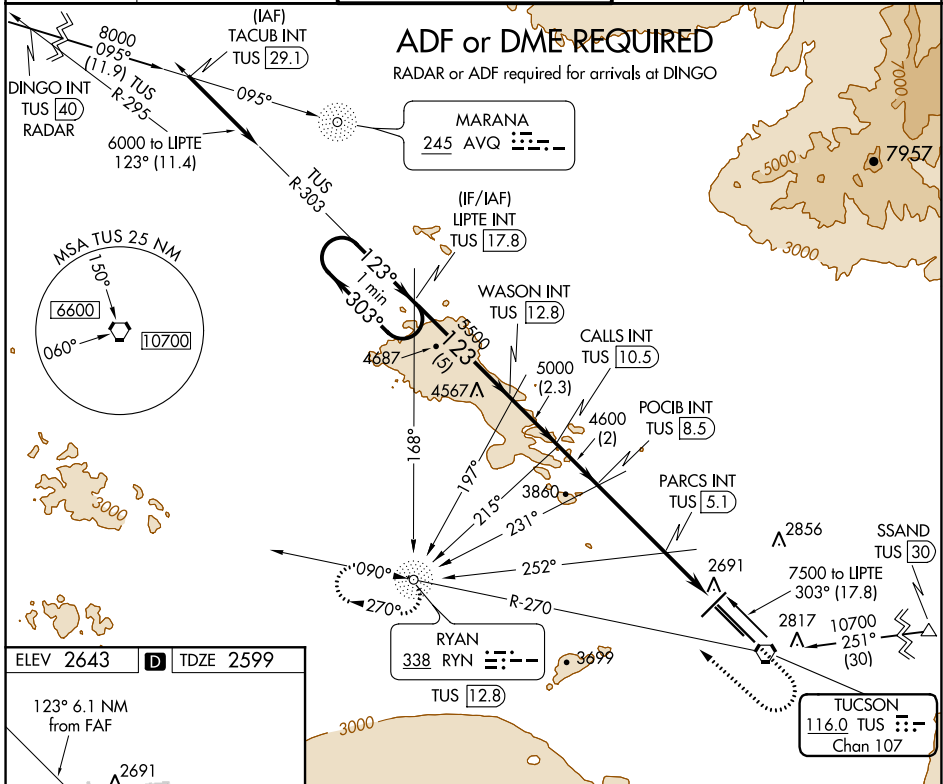 ADF or DME REQUIRED
RADAR or ADF required for arrivals at DINGO
(IAF)
TACUB INT
TUS 29.1
8000
095°
(11.9)
TUS
R-295
DINGO INT
TUS 40
RADAR
095°
MARANA
245 AVQ
6000 to LIPTE
123° (11.4)
TUS
R-303
7000
5000
7957
3000
(IF/IAF)
LIPTE INT
TUS 17.8
MSA TUS 25 NM
150°
6600
060°
10700
123°
1 min
303°
WASON INT
TUS 12.8
5500
123
(5)
4687
4567
CALLS INT
TUS 10.5
5000
(2.3)
POCIB INT
TUS 8.5
4600
(2)
PARCS INT
TUS 5.1
168°
197°
215°
231°
3860
3000
252°
2856
2691
SSAND
TUS 30
7500 to LIPTE
303° (17.8)
090°
270°
R-270
2817
10700
251°
(30)
RYAN
338 RYN
TUS 12.8
3699
TUCSON
116.0 TUS
Chan 107
3000
ELEV 2643 D TDZE 2599
123° 6.1 NM
from FAF
2691